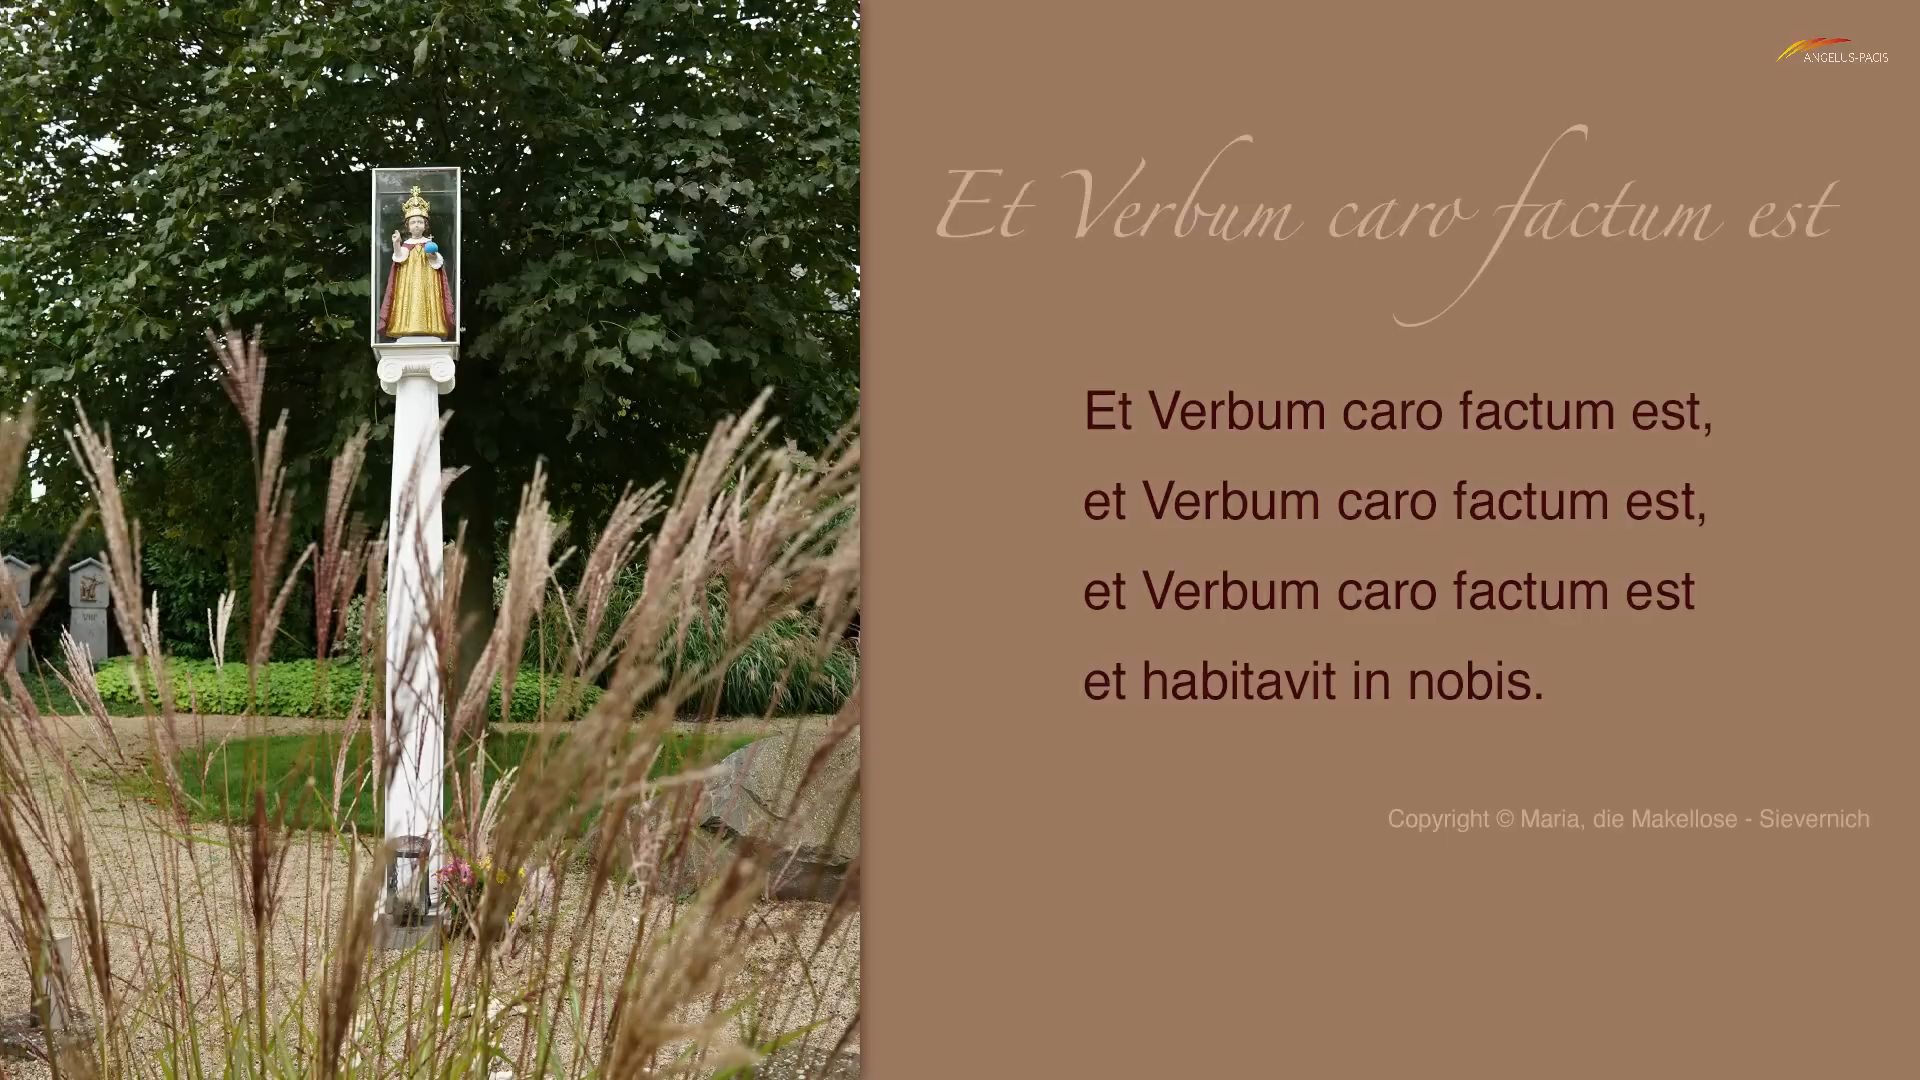 ANGELUS-PACIS
Et Verbum caro factum est
Et Verbum caro factum est,
et Verbum caro factum est,
et Verbum caro factum est
et habitavit in nobis.
Copyright © Maria, die Makellose - Sievernich